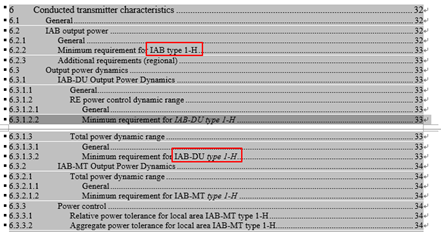 6 Conducted transmitter characteristics 32
6.1 General 32
6.2 IAB output power 32
6.2.1 General 32
6.2.2 Minimum requirement for IAB type 1-H 33
6.2.3 Additional requirements (regional) 33
6.3 Output power dynamics 33
6.3.1 IAB-DU Output Power Dynamics 33
6.3.1.1 General 33
6.3.1.2 RE power control dynamic range 33
6.3.1.2.1 General 33
6.3.1.2.2 Minimum requirement for IAB-DU type 1-H 33
6.3.1.3 Total power dynamic range 33
6.3.1.3.1 General 33
6.3.1.3.2 Minimum requirement for IAB-DU type 1-H 33
6.3.2 IAB-MT Output Power Dynamics 34
6.3.2.1 Total power dynamic range 34
6.3.2.1.1 General 34
6.3.2.1.2 Minimum requirement for IAB-MT type 1-H 34
6.3.3 Power control 34
6.3.3.1 Relative power tolerance for local area IAB-MT type 1-H 34
6.3.3.2 Aggregate power tolerance for local area IAB-MT type 1-H 34